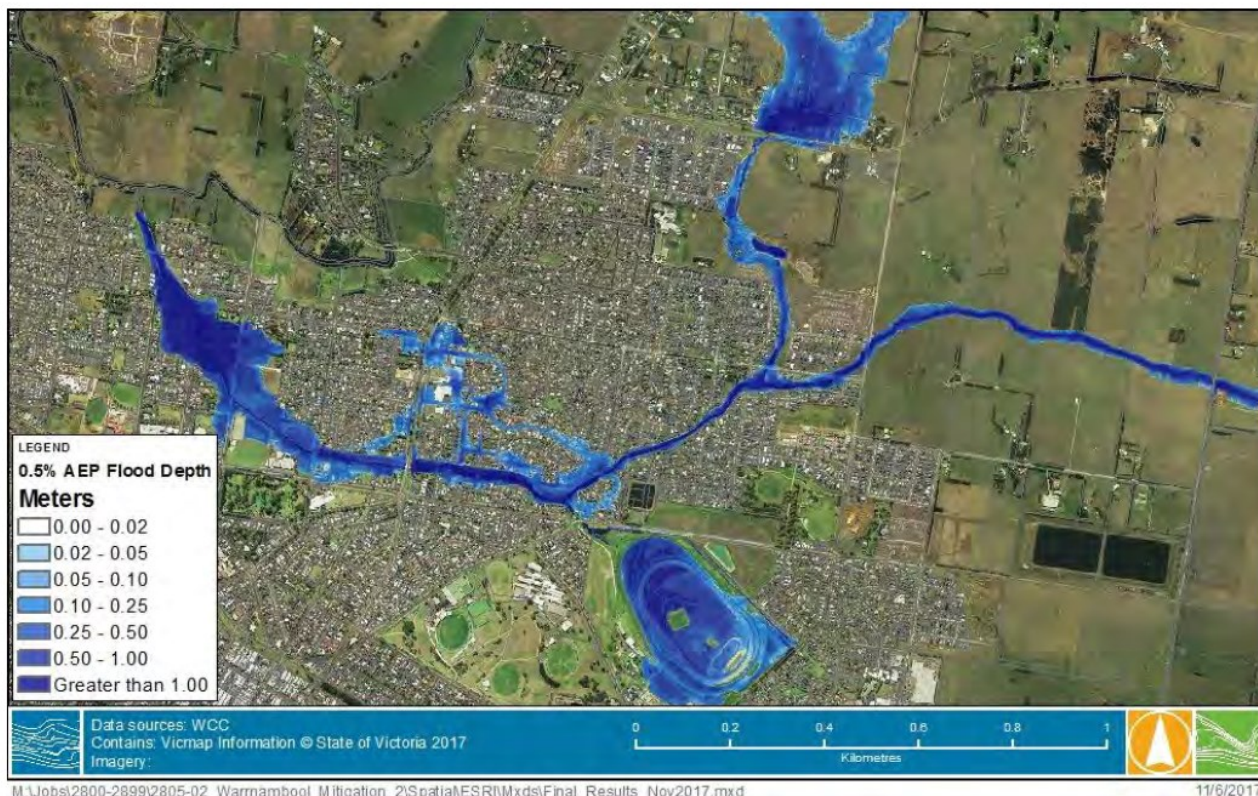 LEGEND
0.5% AEP Flood Depth
Meters
0.00 - 0.02
0.02 - 0.05
0.05 - 0.10
0.10 - 0.25
0.25 - 0.50
0.50 - 1.00
Greater than 1.00
Data sources: WCC
Contains: Vicmap Information © State of Victoria 2017
Imagery:
0 0.2 0.4 0.6 0.8 1
Kilometres
M:\Jobs\2800-2899\2805-02_Warrnambool_Mitigation_2\Spatial\ESRI\Mxds\Final_Results_Nov2017.mxd